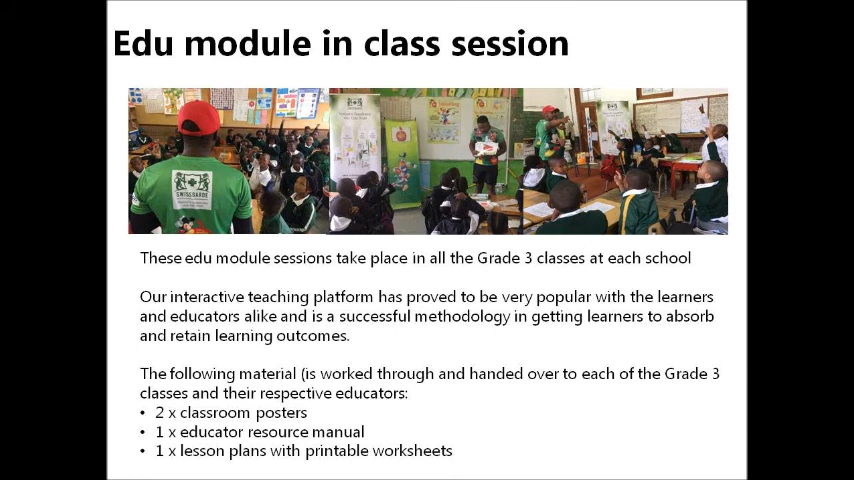 Edu module in class session
SWISSGARDE
These edu module sessions take place in all the Grade 3 classes at each school
Our interactive teaching platform has proved to be very popular with the learners
and educators alike and is a successful methodology in getting learners to absorb
and retain learning outcomes.
The following material (is worked through and handed over to each of the Grade 3
classes and their respective educators:
• 2 x classroom posters
• 1 x educator resource manual
• 1 x lesson plans with printable worksheets